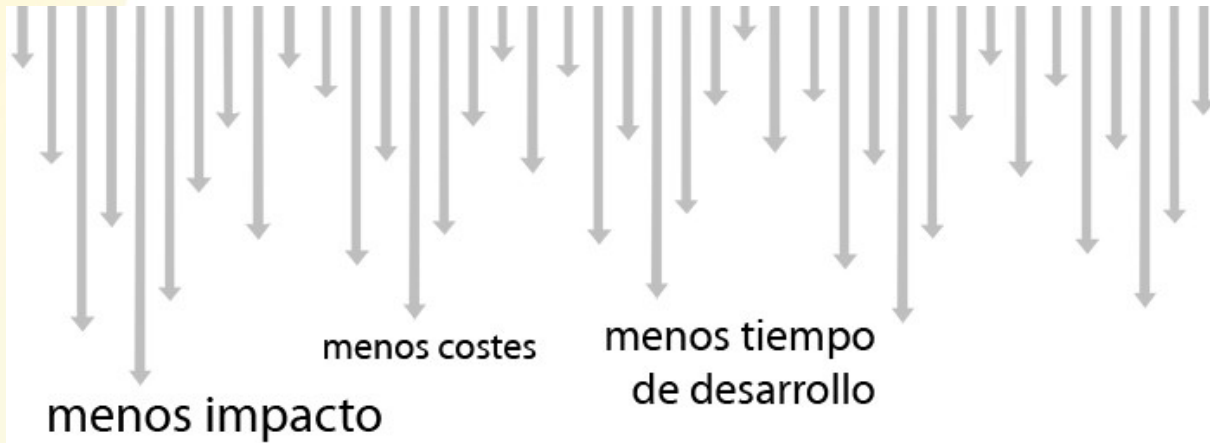 menos costes
menos tiempo
de desarrollo
menos impacto